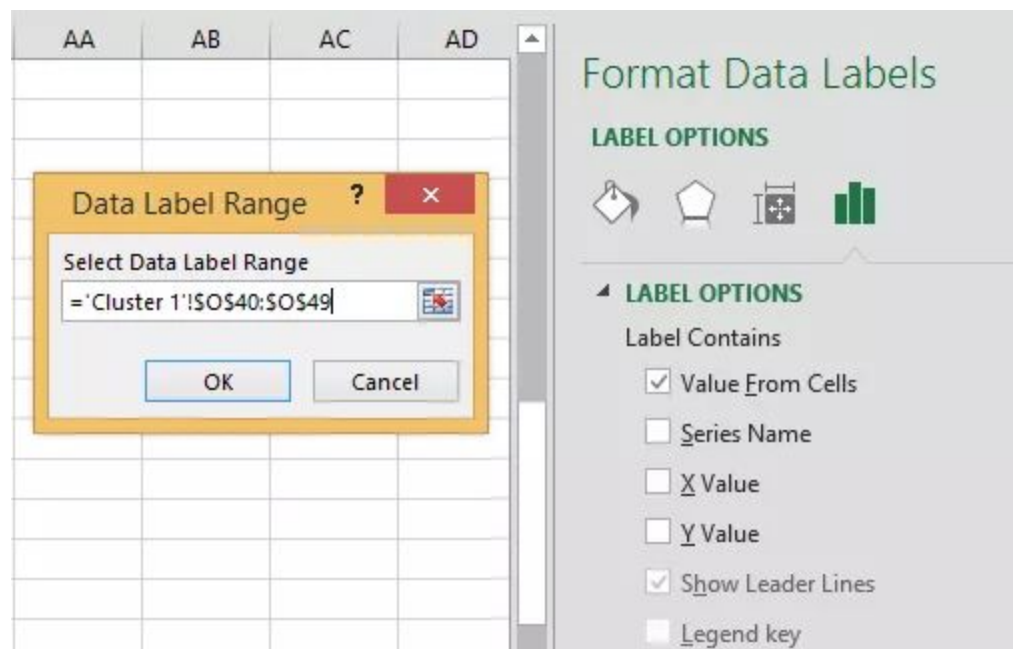 AA AB AC AD
Format Data Labels
LABEL OPTIONS
Data Label Range ?
Select Data Label Range
='Cluster 1'!$O$40:$O$49
OK Cancel
LABEL OPTIONS
Label Contains
Value From Cells
Series Name
X Value
Y Value
Show Leader Lines
Legend key